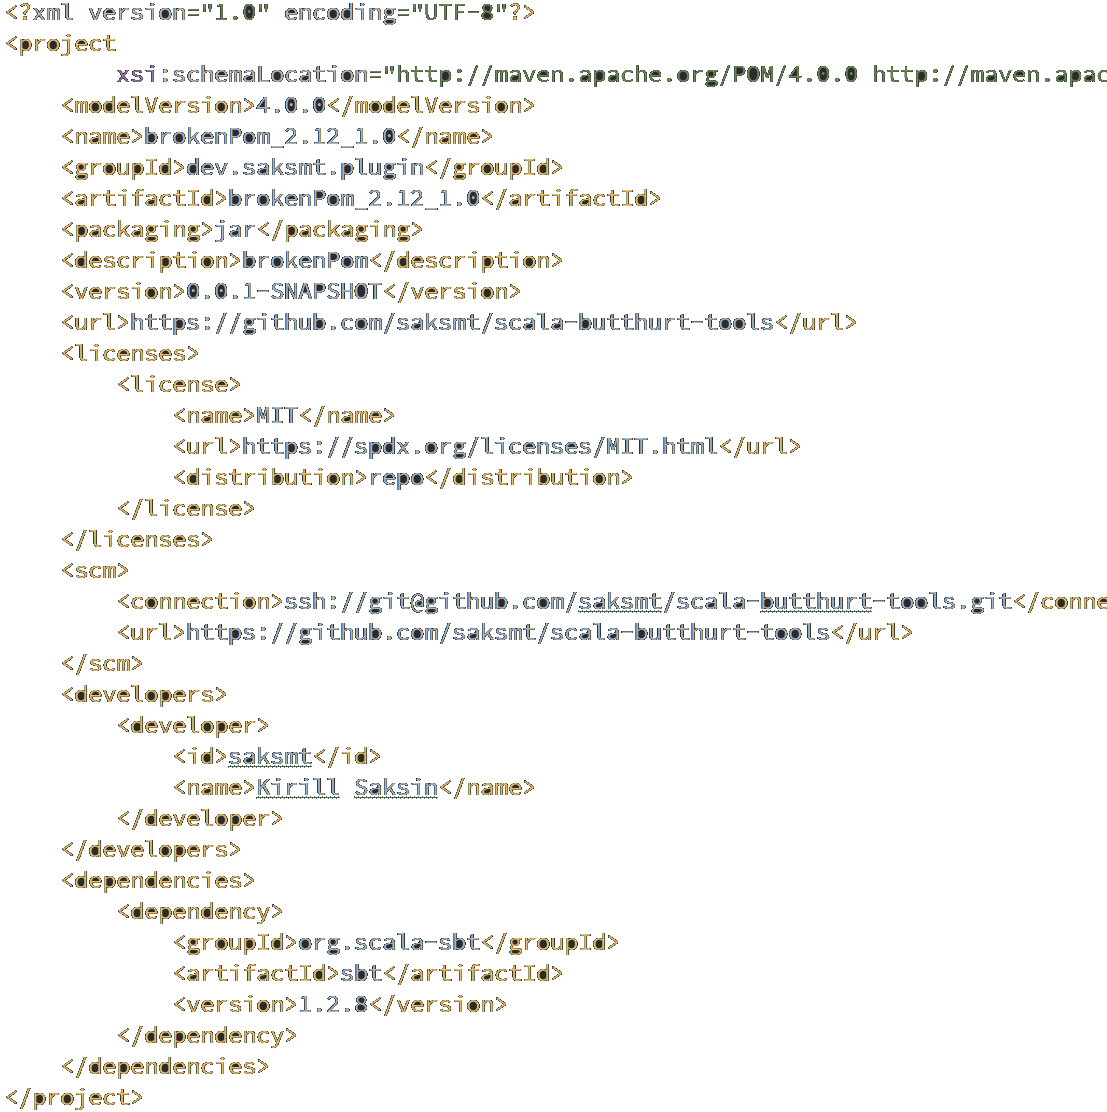 <?xml version="1.0" encoding="UTF-8"?>
<project
xsi:schemaLocation="http://maven.apache.org/POM/4.0.0 http://maven.apac
<modelVersion>4.0.0</modelVersion>
<name>brokenPom_2.12_1.0</name>
<groupId>dev.saksmt.plugin</groupId>
<artifactId>brokenPom_2.12_1.0</artifactId>
<packaging>jar</packaging>
<description>brokenPom</description>
<version>0.0.1-SNAPSHOT</version>
<url>https://github.com/saksmt/scala-butthurt-tools</url>
<licenses>
<license>
<name>MIT</name>
<url>https://spdx.org/licenses/MIT.html</url>
<distribution>repo</distribution>
</license>
</licenses>
<scm>
<connection>ssh://git@github.com/saksmt/scala-butthurt-tools.git</conne
<url>https://github.com/saksmt/scala-butthurt-tools</url>
</scm>
<developers>
<developer>
<id>saksmt</id>
<name>Kirill Saksin</name>
</developer>
</developers>
<dependencies>
<dependency>
<groupId>org.scala-sbt</groupId>
<artifactId>sbt</artifactId>
<version>1.2.8</version>
</dependency>
</dependencies>
</project>